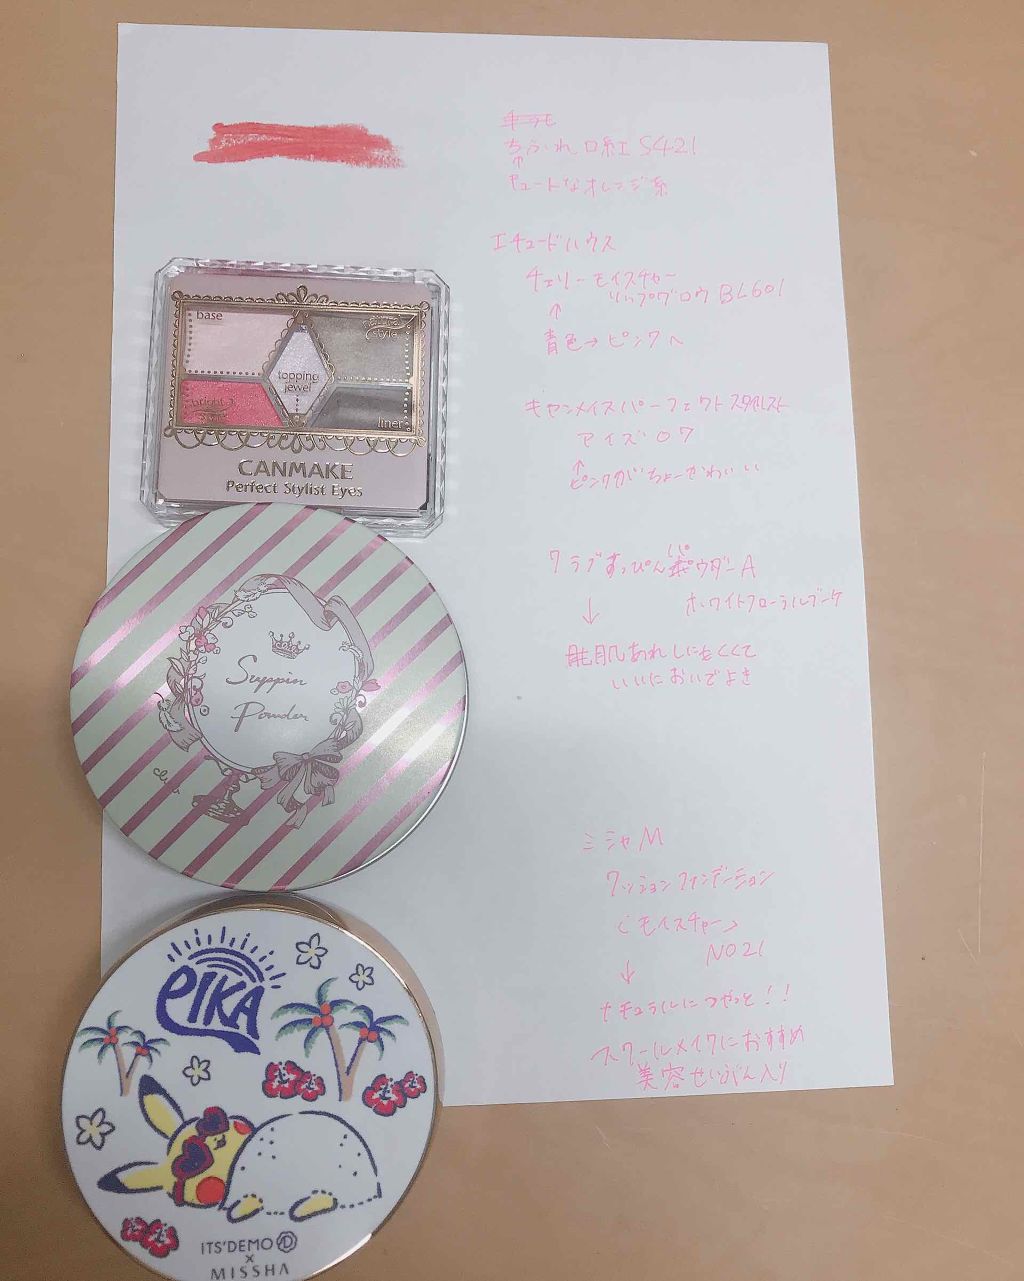 ちふれ口紅 S421
↑
キュートなオレンジ系
エチュードハウス
チェリーモイスチャー
リップグロウ BL601
↑
青色→ピンクへ
キャンメイクパーフェクトスタイリスト
アイズ 07
↑
ピンクがちょーかわいい
クラブすっぴんパウダーA
ホワイトフローラルブーケ
↓
肌あれしにくくて
いいにおいでよき
ミシャM
クッションファンデーション
(モイスチャー)
NO21
↓
ナチュラルにつやっと!!
スクールメイクにおすすめ
美容せいぶん入り
base
style
topping
jewel
bright
style
liner
CANMAKE
Perfect Stylist Eyes
Suppin
Powder
Club
PIKA
ITS'DEMO
×
MISSHA